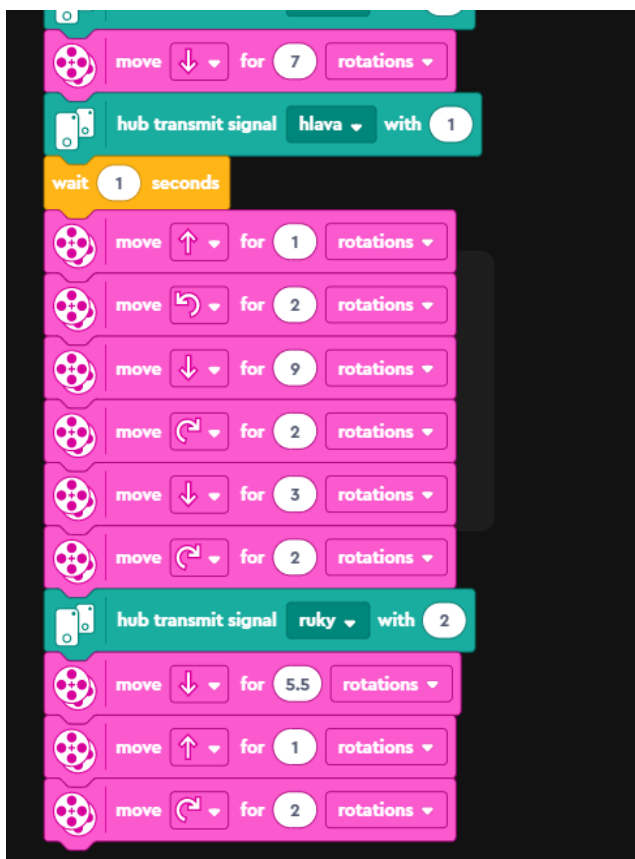 move for 7 rotations
hub transmit signal hlava with 1
wait 1 seconds
move for 1 rotations
move for 2 rotations
move for 9 rotations
move for 2 rotations
move for 3 rotations
move for 2 rotations
hub transmit signal ruky with 2
move for 5.5 rotations
move for 1 rotations
move for 2 rotations